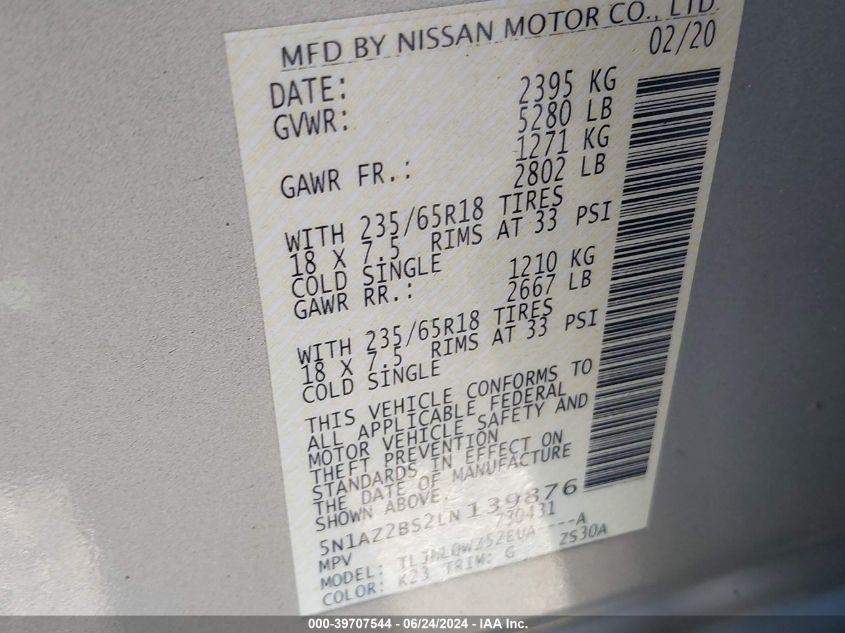 MFD BY NISSAN MOTOR CO., LTD.
DATE: 02/20
GVWR: 2395 KG
5280 LB
GAWR FR.: 1271 KG
2802 LB
WITH 235/65R18 TIRES
18 X 7.5 RIMS AT 33 PSI
COLD SINGLE
GAWR RR.: 1210 KG
2667 LB
WITH 235/65R18 TIRES
18 X 7.5 RIMS AT 33 PSI
COLD SINGLE
THIS VEHICLE CONFORMS TO
ALL APPLICABLE FEDERAL
MOTOR VEHICLE SAFETY AND
THEFT PREVENTION
STANDARDS IN EFFECT ON
THE DATE OF MANUFACTURE
SHOWN ABOVE.
5N1AZ2BS2LN139876
MPV 730431
MODEL: ----A
COLOR: K23 TRIM: G ZS30A
000-39707544 - 06/24/2024 - IAA Inc.